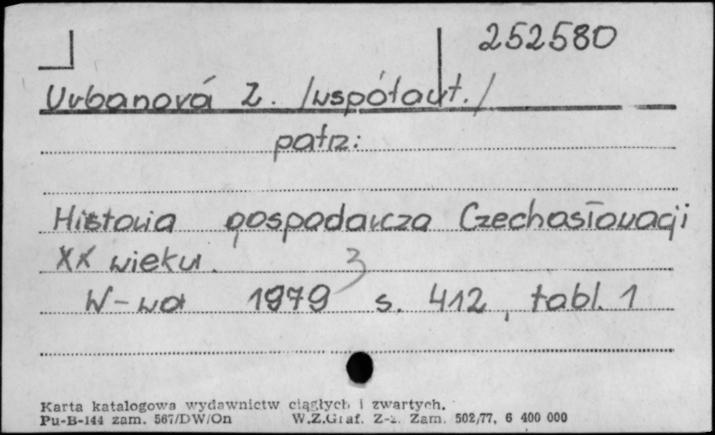 252580
Urbanová Z. /współaut./
patrz:
Historia gospodarcza Czechosłowacji
XX wieku.
3
W-wa 1979 s. 412, tabl. 1
Karta katalogowa wydawnictw ciągłych i zwartych.
Pu-B-144 zam. 567/DW/On W.Z.Graf. Z-2. Zam. 502/77, 6 400 000